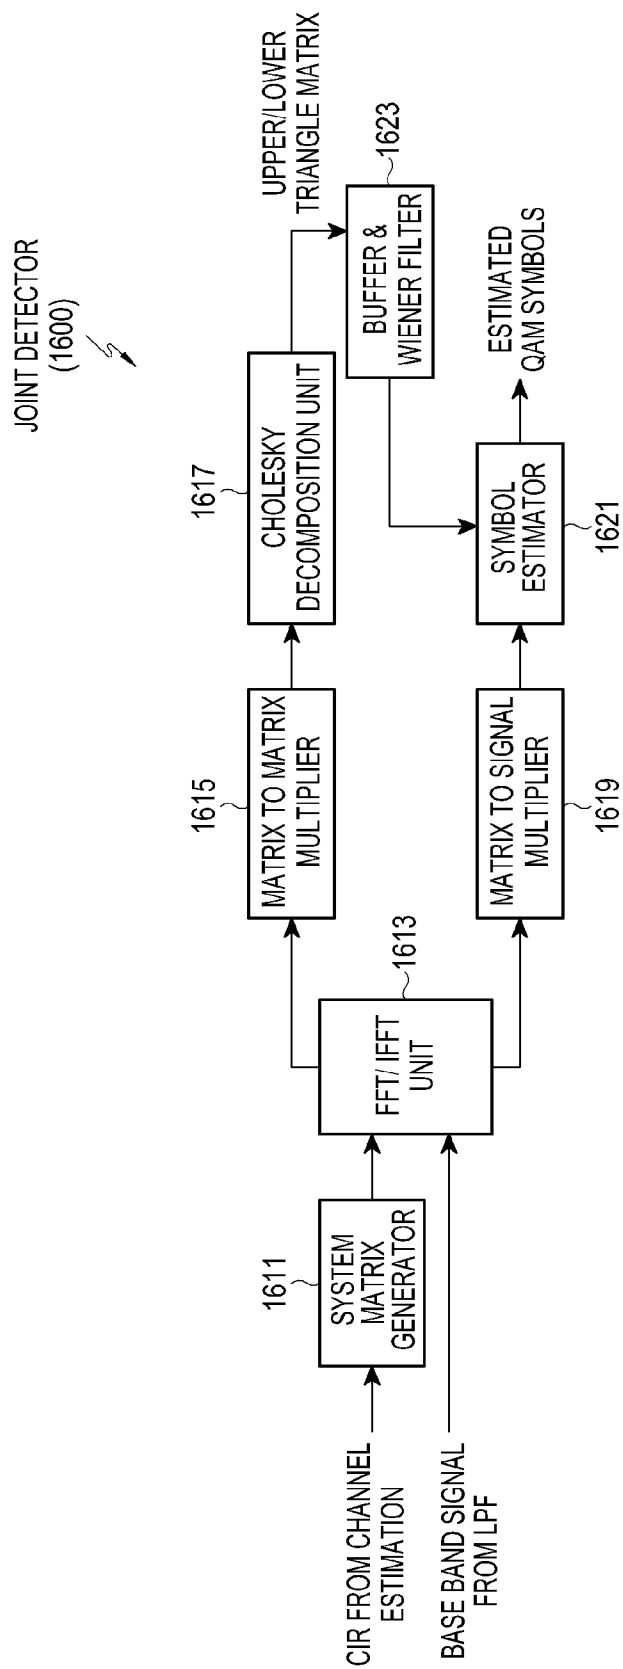 JOINT DETECTOR
(1600)
CIR FROM CHANNEL
ESTIMATION
BASE BAND SIGNAL
FROM LPF
1611
SYSTEM
MATRIX
GENERATOR
1613
FFT/ IFFT
UNIT
1615
MATRIX TO MATRIX
MULTIPLIER
1617
CHOLESKY
DECOMPOSITION UNIT
UPPER/LOWER
TRIANGLE MATRIX
1623
BUFFER &
WIENER FILTER
MATRIX TO SIGNAL
MULTIPLIER
1619
SYMBOL
ESTIMATOR
1621
ESTIMATED
QAM SYMBOLS